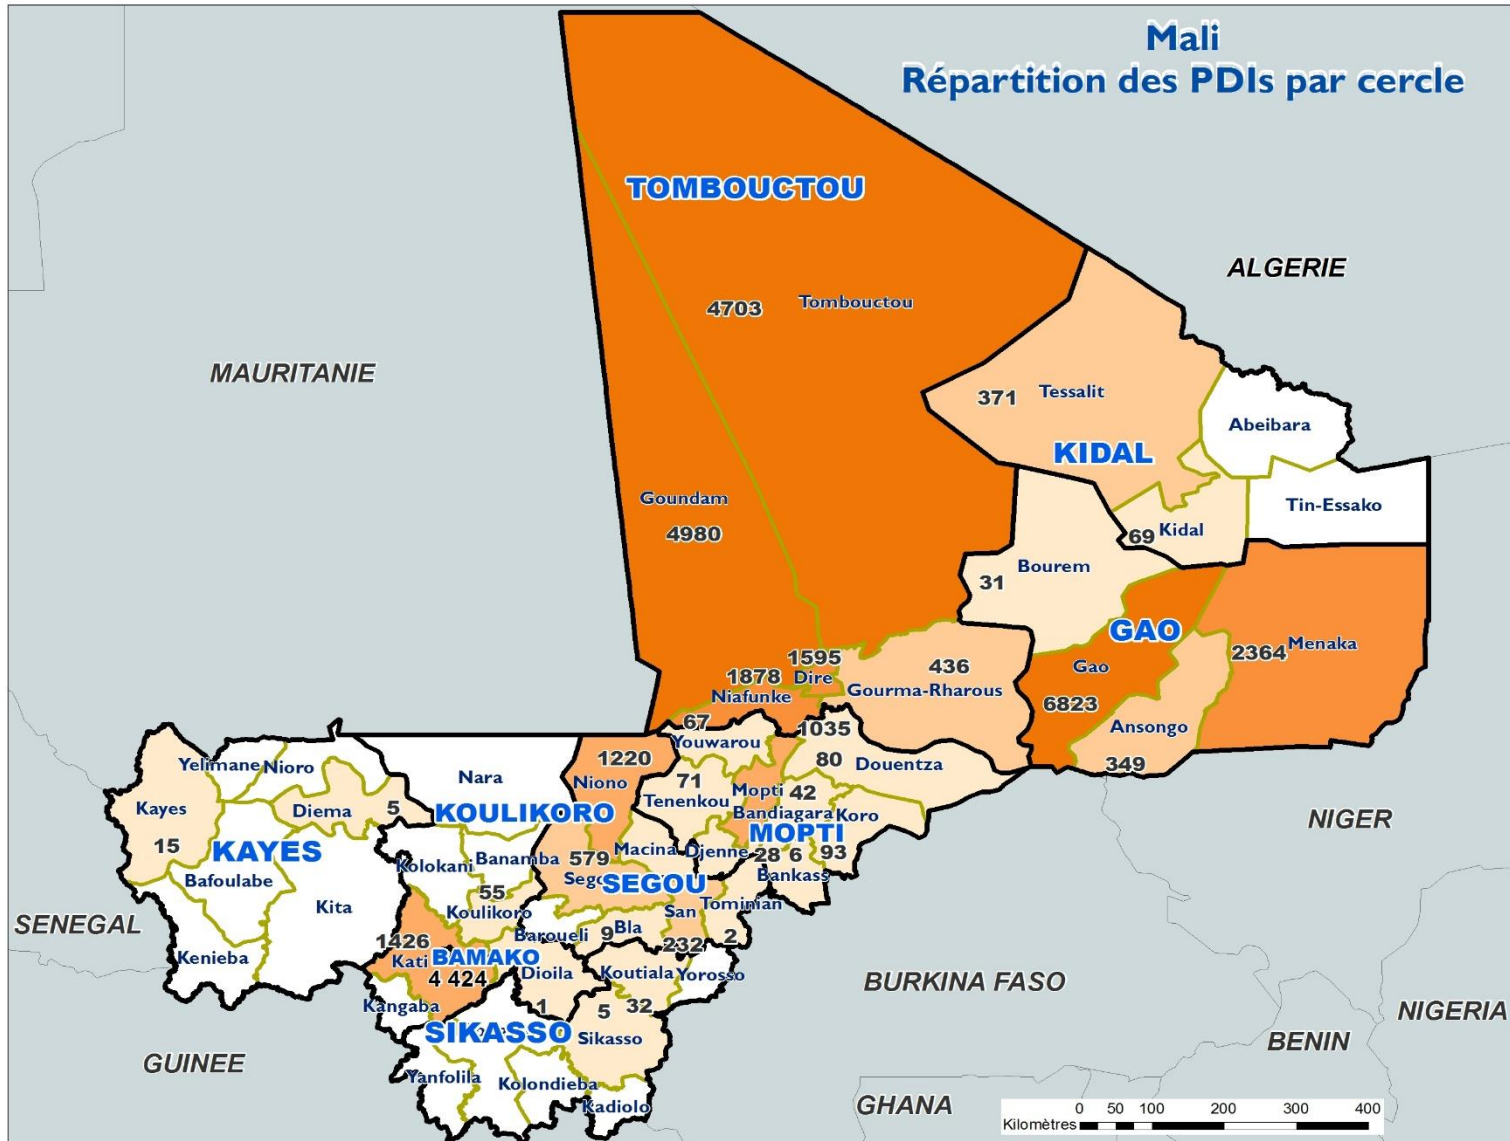 Mali
Répartition des PDIs par cercle
TOMBOUCTOU
ALGERIE
4703
Tombouctou
MAURITANIE
371
Tessalit
Abeibara
KIDAL
Goundam
4980
Tin-Essako
69
Kidal
Bourem
31
GAO
2364
Menaka
1595
436
1878
Dire
Gao
Niafunke
Gourma-Rharous
6823
67
1035
Ansongo
Youwarou
1220
80
Douentza
349
Yelimane
Nioro
Nara
Niono
71
Mopti
42
Kayes
Diema
5
KOULIKORO
Tenenkou
Bandiagara
Koro
NIGER
15
KAYES
MOPTI
Kolokani
Banamba
579
Macina
Djenne
28
6
93
Bafoulabe
55
Sego
SEGOU
Bankass
Kita
Koulikoro
San
Tominian
SENEGAL
Baroueli
9
Bla
232
2
1426
Kenieba
Kati
BAMAKO
Dioila
Koutiala
Yorosso
4 424
BURKINA FASO
Kangaba
1
5
32
NIGERIA
SIKASSO
Sikasso
BENIN
GUINEE
Yanfolila
Kolondieba
Kadiolo
GHANA
0 50 100 200 300 400
Kilomètres